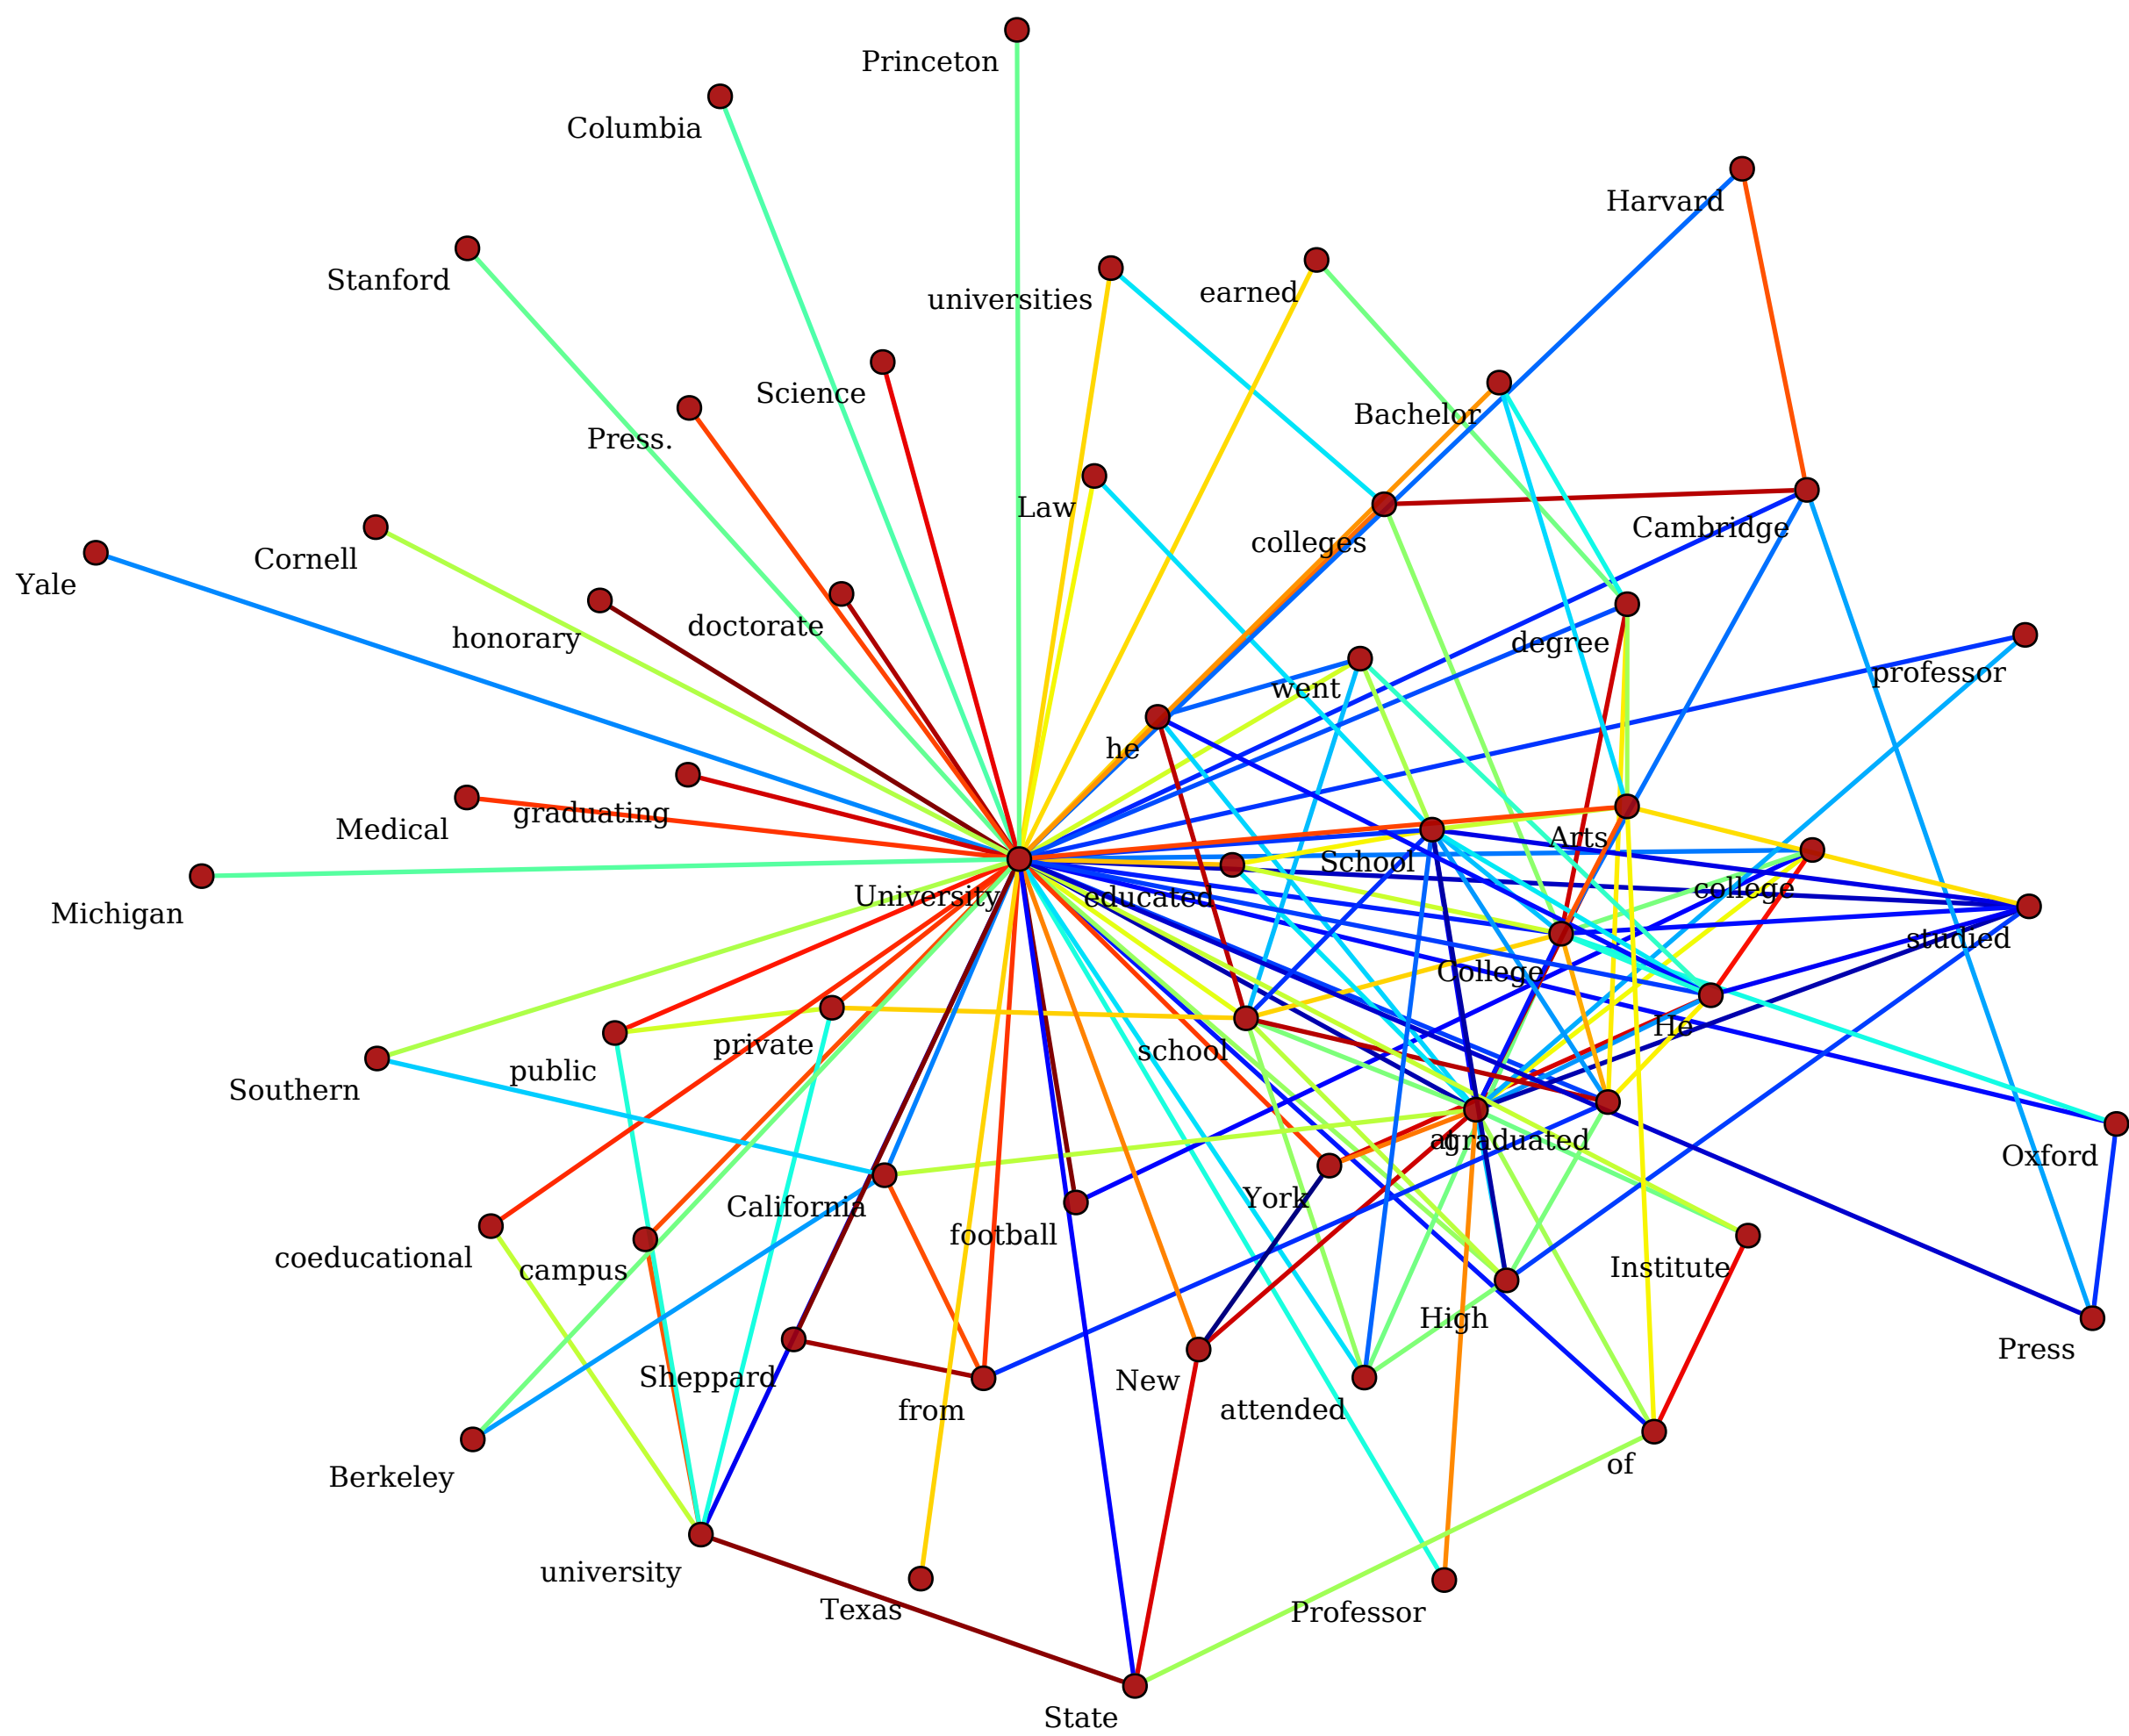 Princeton
Columbia
Harvard
Stanford
universities
earned
Science
Bachelor
Press.
Law
Cambridge
colleges
Cornell
Yale
honorary
doctorate
degree
professor
went
he
graduating
Medical
Arts
School
college
University
educated
Michigan
studied
College
He
school
private
public
Southern
at
graduated
Oxford
York
California
football
coeducational
campus
Institute
High
Press
Sheppard
New
from
attended
of
Berkeley
university
Texas
Professor
State